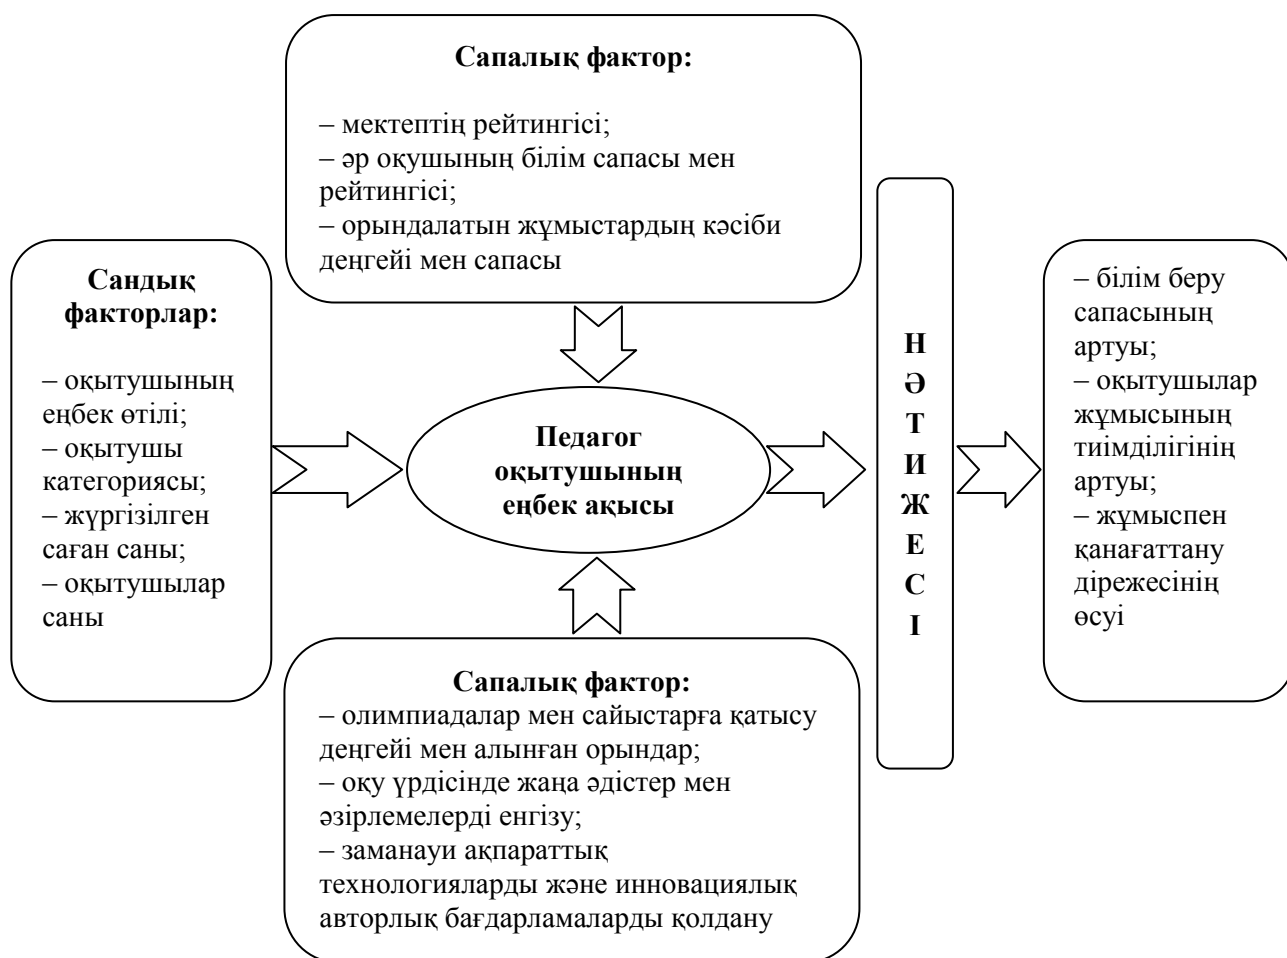 Сапалық фактор:
– мектептің рейтингісі;
– әр оқушының білім сапасы мен
рейтингісі;
– орындалатын жұмыстардың кәсіби
деңгейі мен сапасы
Сандық
факторлар:
– оқытушының
еңбек өтілі;
– оқытушы
категориясы;
– жүргізілген
саған саны;
– оқытушылар
саны
Педагог
оқытушының
еңбек ақысы
Сапалық фактор:
– олимпиадалар мен сайыстарға қатысу
деңгейі мен алынған орындар;
– оқу үрдісінде жаңа әдістер мен
әзірлемелерді енгізу;
– заманауи ақпараттық
технологияларды және инновациялық
авторлық бағдарламаларды қолдану
Н
Ә
Т
И
Ж
Е
С
І
– білім беру
сапасының
артуы;
– оқытушылар
жұмысының
тиімділігінің
артуы;
– жұмыспен
қанағаттану
дірежесінің
өсуі